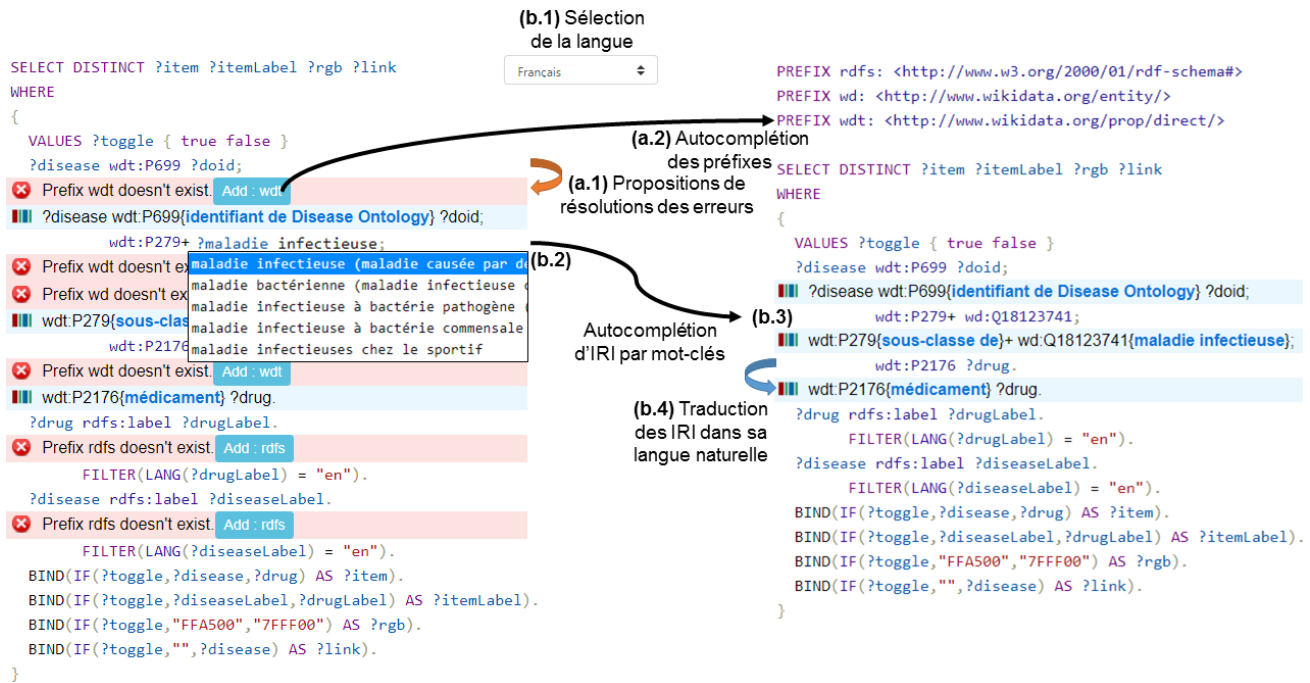 (b.1) Sélection
de la langue
Français
SELECT DISTINCT ?item ?itemLabel ?rgb ?link
WHERE
{
VALUES ?toggle { true false }
?disease wdt:P699 ?doid;
Prefix wdt doesn't exist. Add : wdt
?disease wdt:P699{identifiant de Disease Ontology} ?doid;
wdt:P279+ ?maladie infectieuse;
Prefix wdt doesn't ex
Prefix wd doesn't ex
wdt:P279{sous-clas
wdt:P2176
maladie infectieuse (maladie causée par de
maladie bactérienne (maladie infectieuse
maladie infectieuse à bactérie pathogène
maladie infectieuse à bactérie commensale
maladie infectieuses chez le sportif
Prefix wdt doesn't exist. Add : wdt
wdt:P2176{médicament} ?drug.
?drug rdfs:label ?drugLabel.
Prefix rdfs doesn't exist. Add : rdfs
FILTER(LANG(?drugLabel) = "en").
?disease rdfs:label ?diseaseLabel.
Prefix rdfs doesn't exist. Add : rdfs
FILTER(LANG(?diseaseLabel) = "en").
BIND(IF(?toggle,?disease,?drug) AS ?item).
BIND(IF(?toggle,?diseaseLabel,?drugLabel) AS ?itemLabel).
BIND(IF(?toggle,"FFA500","7FFF00") AS ?rgb).
BIND(IF(?toggle,"",?disease) AS ?link).
}
(a.2) Autocomplétion
des préfixes
(a.1) Propositions de
résolutions des erreurs
(b.2)
Autocomplétion
d'IRI par mot-clés
(b.3)
(b.4) Traduction
des IRI dans sa
langue naturelle
PREFIX rdfs: <http://www.w3.org/2000/01/rdf-schema#>
PREFIX wd: <http://www.wikidata.org/entity/>
PREFIX wdt: <http://www.wikidata.org/prop/direct/>
SELECT DISTINCT ?item ?itemLabel ?rgb ?link
WHERE
{
VALUES ?toggle { true false }
?disease wdt:P699 ?doid;
?disease wdt:P699{identifiant de Disease Ontology} ?doid;
wdt:P279+ wd:Q18123741;
wdt:P279{sous-classe de}+ wd:Q18123741{maladie infectieuse};
wdt:P2176 ?drug.
wdt:P2176{médicament} ?drug.
?drug rdfs:label ?drugLabel.
FILTER(LANG(?drugLabel) = "en").
?disease rdfs:label ?diseaseLabel.
FILTER(LANG(?diseaseLabel) = "en").
BIND(IF(?toggle,?disease,?drug) AS ?item).
BIND(IF(?toggle,?diseaseLabel,?drugLabel) AS ?itemLabel).
BIND(IF(?toggle,"FFA500","7FFF00") AS ?rgb).
BIND(IF(?toggle,"",?disease) AS ?link).
}